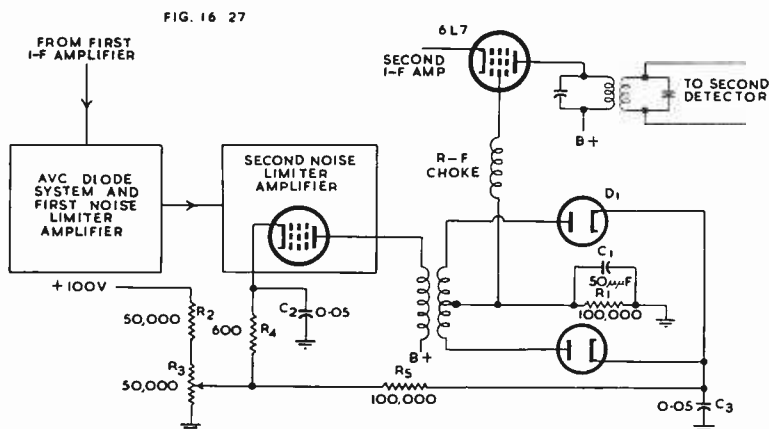 FIG. 16 27
FROM FIRST
I-F AMPLIFIER
6L7
SECOND
I-F AMP
TO SECOND
DETECTOR
B+
AVC DIODE
SYSTEM AND
FIRST NOISE
LIMITER
AMPLIFIER
SECOND NOISE
LIMITER
AMPLIFIER
R-F
CHOKE
D1
C1
50μμF
R1
100,000
+100V
R2
50,000
R3
50,000
600
R4
C2
0·05
B+
R5
100,000
0·05
C3